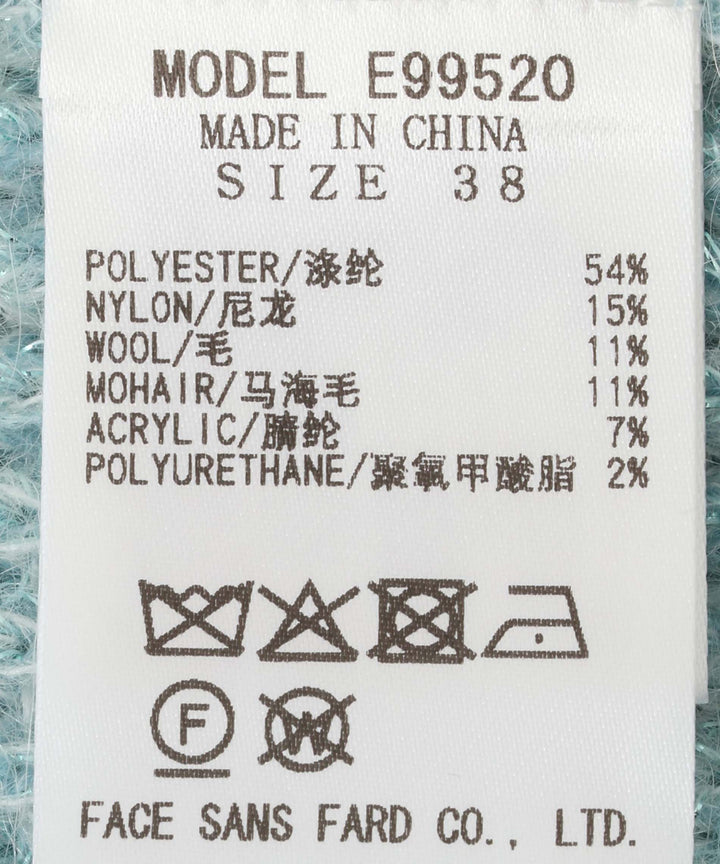 MODEL E99520
MADE IN CHINA
SIZE 38
POLYESTER/涤纶 54%
NYLON/尼龙 15%
WOOL/毛 11%
MOHAIR/马海毛 11%
ACRYLIC/腈纶 7%
POLYURETHANE/聚氨甲酸脂 2%
F W
FACE SANS FARD CO., LTD.